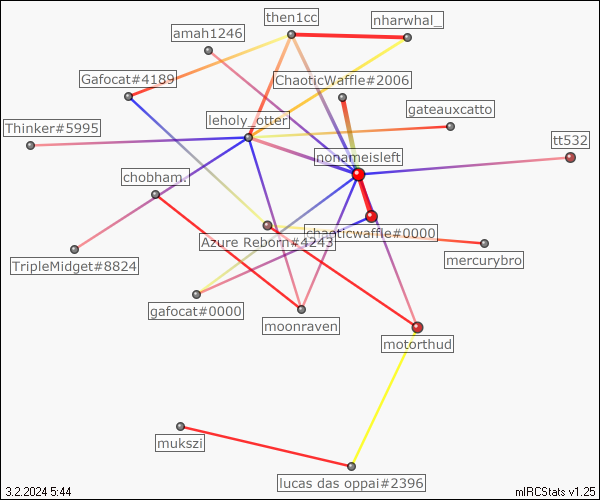 then1cc
nharwhal_
amah1246
Gafocat#4189
ChaoticWaffle#2006
gateauxcatto
leholy_otter
Thinker#5995
tt532
nonameisleft
chobham.
chaoticwaffle#0000
Azure Reborn#4243
mercurybro
TripleMidget#8824
gafocat#0000
moonraven
motorthud
mukszi
lucas das oppai#2396
3.2.2024 5:44
mIRCStats v1.25